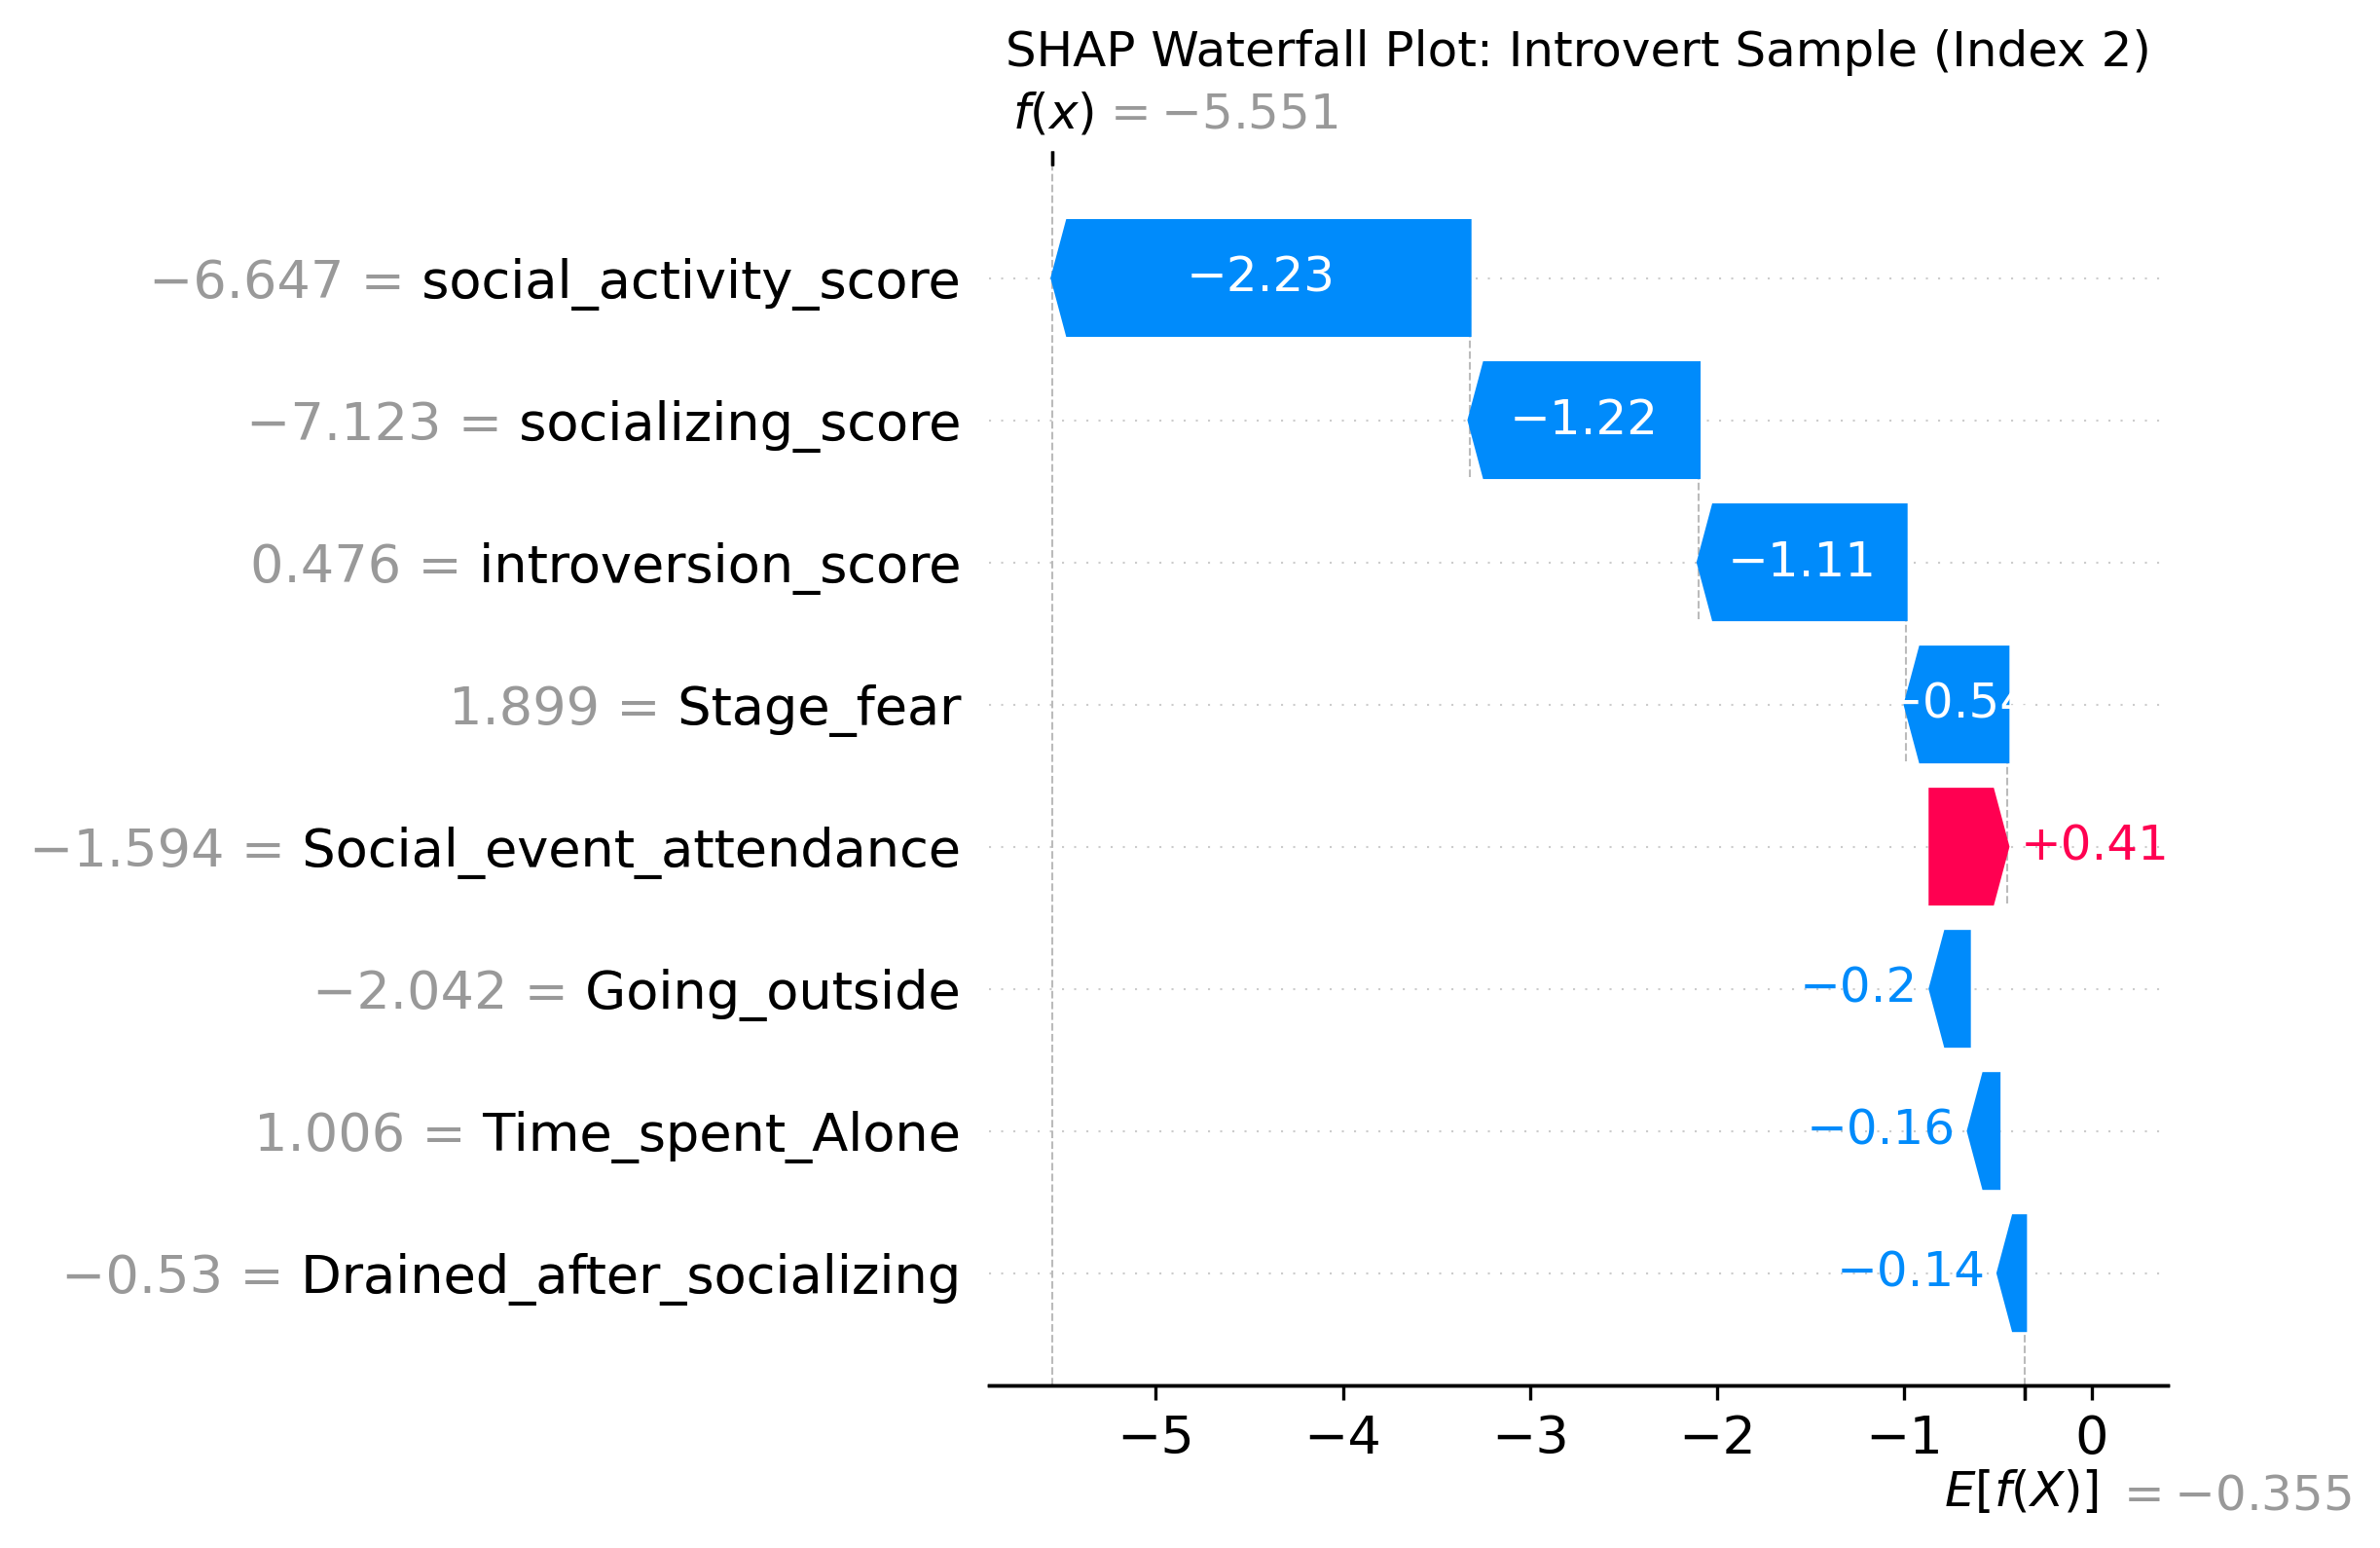 SHAP Waterfall Plot: Introvert Sample (Index 2)
f(x) = −5.551
−6.647 = social_activity_score
−2.23
−7.123 = socializing_score
−1.22
0.476 = introversion_score
−1.11
1.899 = Stage_fear
−0.54
−1.594 = Social_event_attendance
+0.41
−2.042 = Going_outside
−0.2
1.006 = Time_spent_Alone
−0.16
−0.53 = Drained_after_socializing
−0.14
−5 −4 −3 −2 −1 0
E[f(X)] = −0.355